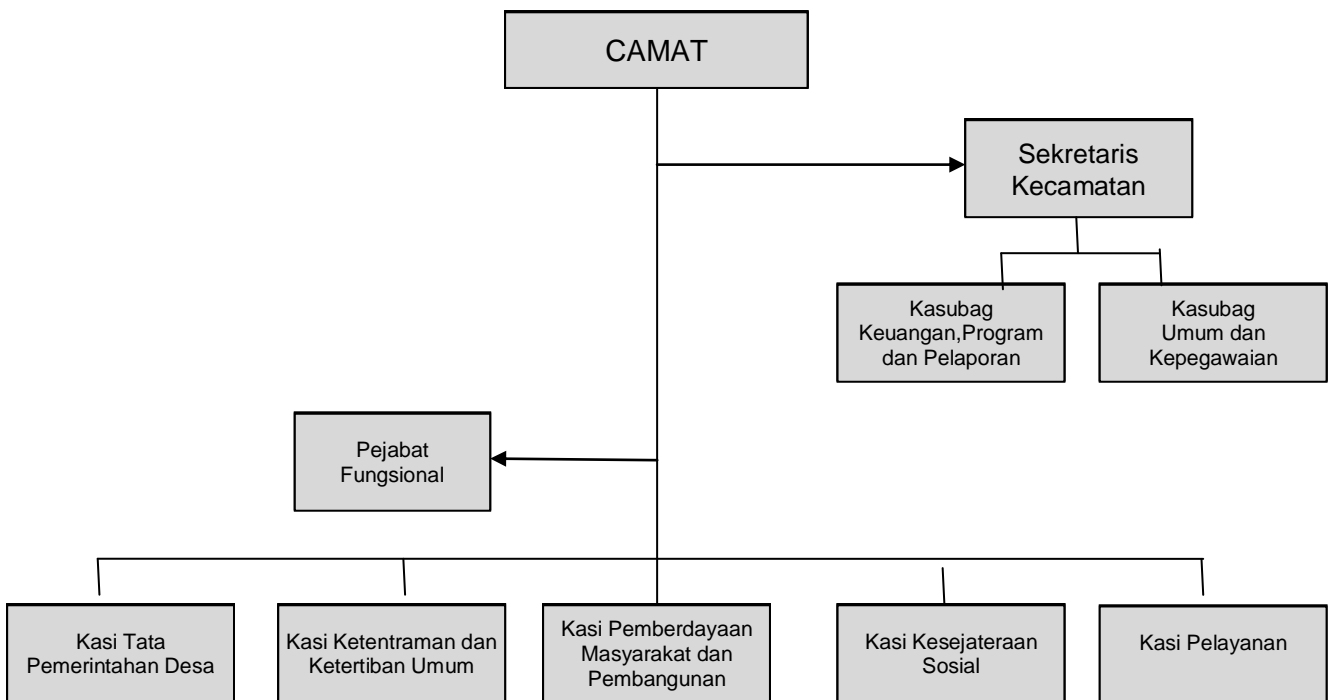 CAMAT
Sekretaris
Kecamatan
Kasubag
Keuangan,Program
dan Pelaporan
Kasubag
Umum dan
Kepegawaian
Pejabat
Fungsional
Kasi Tata
Pemerintahan Desa
Kasi Ketentraman dan
Ketertiban Umum
Kasi Pemberdayaan
Masyarakat dan
Pembangunan
Kasi Kesejateraan
Sosial
Kasi Pelayanan